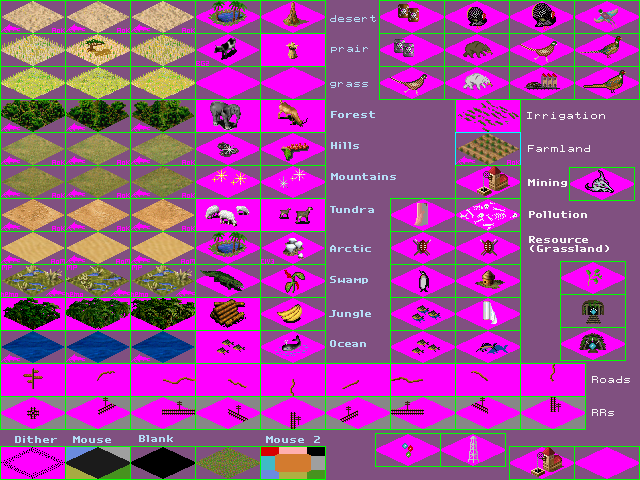 desert
prair
grass
Forest
Irrigation
Hills
Farmland
Mountains
Mining
Tundra
Pollution
Arctic
Resource
(Grassland)
Swamp
Jungle
Ocean
Roads
RRs
Dither Mouse Blank Mouse 2